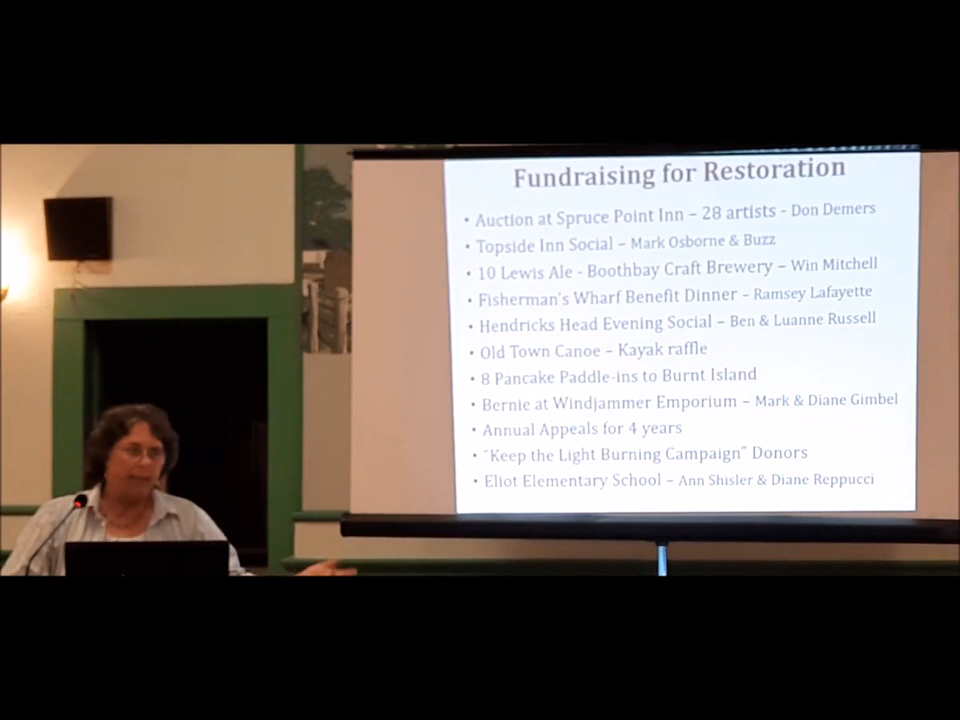 Fundraising for Restoration
• Auction at Spruce Point Inn – 28 artists - Don Demers
• Topside Inn Social – Mark Osborne & Buzz
• 10 Lewis Ale - Boothbay Craft Brewery – Win Mitchell
• Fisherman's Wharf Benefit Dinner – Ramsey Lafayette
• Hendricks Head Evening Social – Ben & Luanne Russell
• Old Town Canoe – Kayak raffle
• 8 Pancake Paddle-ins to Burnt Island
• Bernie at Windjammer Emporium – Mark & Diane Gimbel
• Annual Appeals for 4 years
• "Keep the Light Burning Campaign" Donors
• Eliot Elementary School – Ann Shisler & Diane Reppucci